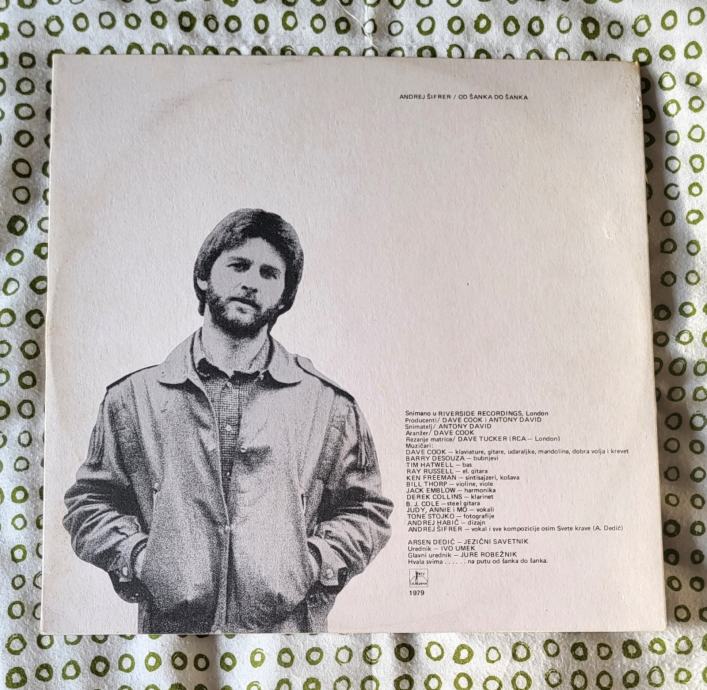 ANDREJ ŠIFRER / OD ŠANKA DO ŠANKA
Snimano u RIVERSIDE RECORDINGS, London
Producenti/ DAVE COOK i ANTONY DAVID
Snimatelj/ ANTONY DAVID
Aranžer/ DAVE COOK
Rezanje matrica/ DAVE TUCKER (RCA — London)
Muzičari:
DAVE COOK — klaviature, gitare, udaraljke, mandolina, dobra volja i krevet
BARRY DESOUZA — bubnjevi
TIM HATWELL — bas
RAY RUSSELL — el. gitara
KEN FREEMAN — sintisajzeri, košava
BILL THORP — violine, viole
JACK EMBLOW — harmonika
DEREK COLLINS — klarinet
B. J. COLE — steel gitara
JUDY, ANNIE i MO — vokali
TONE STOJKO — fotografije
ANDREJ HABIČ — dizajn
ANDREJ ŠIFRER — vokal i sve kompozicije osim Svete krave (A. Dedić)
ARSEN DEDIĆ — JEZIČNI SAVETNIK
Urednik — IVO UMEK
Glavni urednik — JURE ROBEŽNIK
Hvala svima . . . . . . na putu od šanka do šanka.
1979